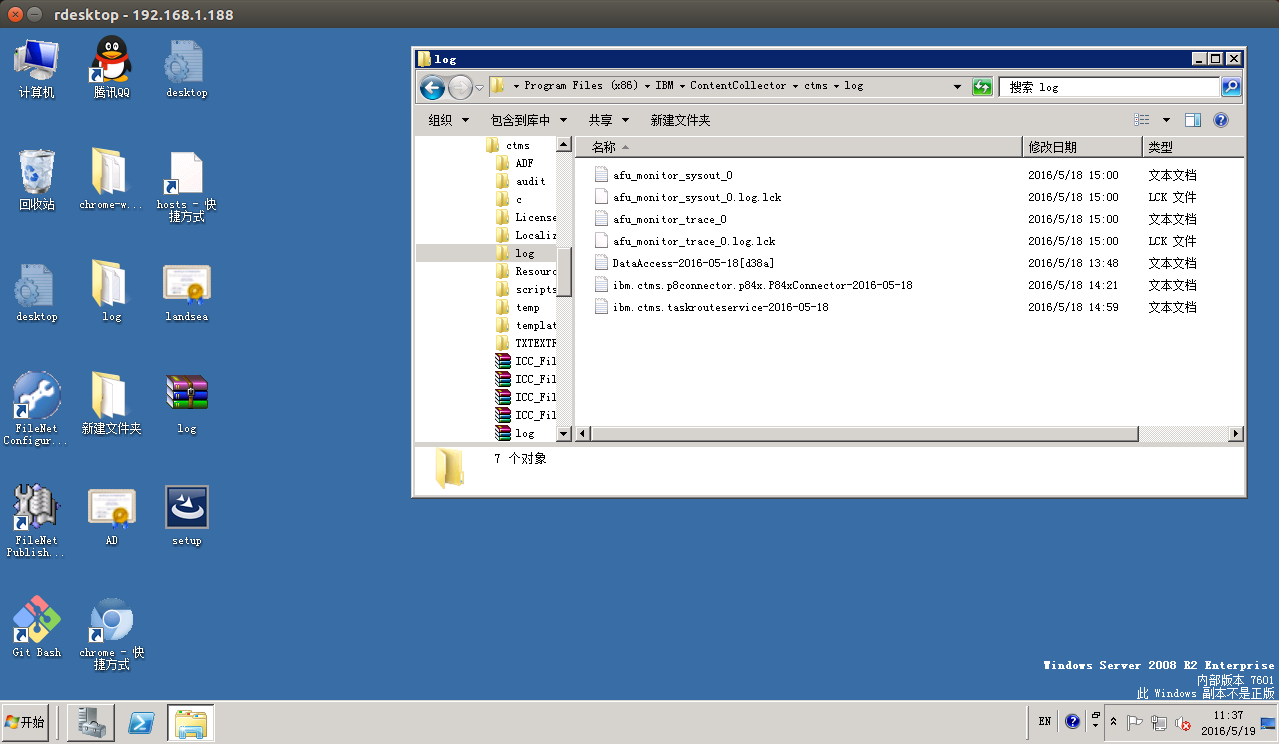 rdesktop - 192.168.1.188
计算机
腾讯QQ
desktop
回收站
chrome-w...
hosts - 快
捷方式
desktop
log
landsea
FileNet
Configur...
新建文件夹
log
FileNet
Publish...
AD
setup
Git Bash
chrome - 快
捷方式
log
Program Files (x86) IBM ContentCollector ctms log
搜索 log
组织 包含到库中 共享 新建文件夹
ctms
ADF
audit
c
License
Localiz
log
Resourc
scripts
temp
templat
TXTEXTF
ICC_Fil
ICC_Fil
ICC_Fil
ICC_Fil
log
名称 修改日期 类型
afu_monitor_sysout_0 2016/5/18 15:00 文本文档
afu_monitor_sysout_0.log.lck 2016/5/18 15:00 LCK 文件
afu_monitor_trace_0 2016/5/18 15:00 文本文档
afu_monitor_trace_0.log.lck 2016/5/18 15:00 LCK 文件
DataAccess-2016-05-18[d38a] 2016/5/18 13:48 文本文档
ibm.ctms.p8connector.p84x.P84xConnector-2016-05-18 2016/5/18 14:21 文本文档
ibm.ctms.taskrouteservice-2016-05-18 2016/5/18 14:59 文本文档
7 个对象
Windows Server 2008 R2 Enterprise
内部版本 7601
此 Windows 副本不是正版
开始
EN
11:37
2016/5/19